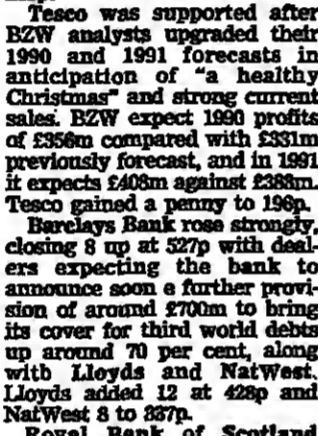 Tesco was supported after
BZW analysts upgraded their
1990 and 1991 forecasts in
anticipation of "a healthy
Christmas" and strong current
sales. BZW expect 1990 profits
of £356m compared with £331m
previously forecast, and in 1991
it expects £408m against £388m.
Tesco gained a penny to 196p.
Barclays Bank rose strongly,
closing 8 up at 527p with deal-
ers expecting the bank to
announce soon e further provi-
sion of around £700m to bring
its cover for third world debts
up around 70 per cent, along
with Lloyds and NatWest.
Lloyds added 12 at 428p and
NatWest 8 to 337p.
Royal Bank of Scotland